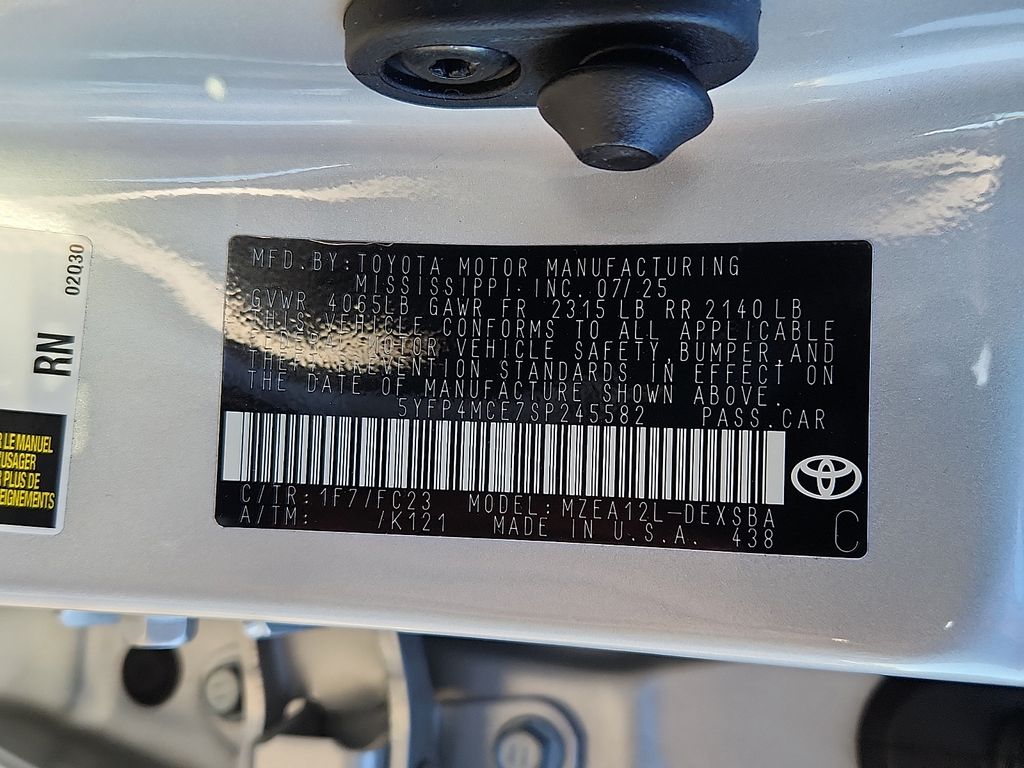 02Q30
RN
R LE MANUEL
'USAGER
R PLUS DE
EIGNEMENTS
MFD. BY: TOYOTA MOTOR MANUFACTURING
MISSISSIPPI. INC. 07/25
GVWR 4065LB GAWR FR 2315 LB RR 2140 LB
THIS VEHICLE CONFORMS TO ALL APPLICABLE
FEDERAL MOTOR VEHICLE SAFETY, BUMPER, AND
THEFT PREVENTION STANDARDS IN EFFECT ON
THE DATE OF MANUFACTURE SHOWN ABOVE.
5YFP4MCE7SP245582 PASS. CAR
C/TR: 1F7/FC23 MODEL: MZEA12L-DEXSBA
A/TM: /K121 MADE IN U.S.A. 438
C